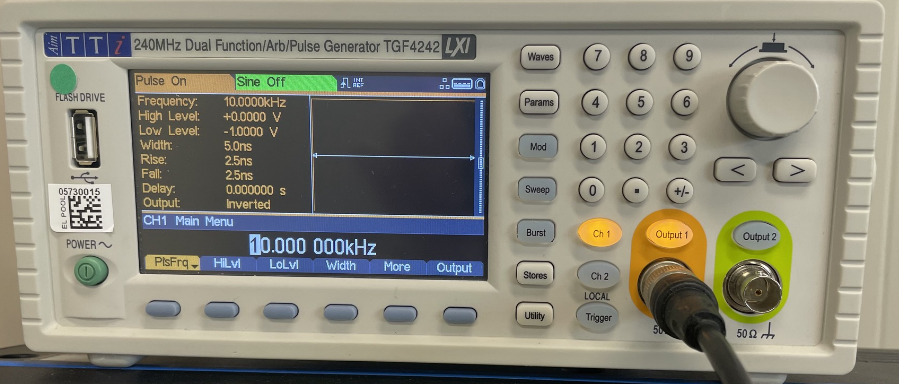 Aim TTi 240MHz Dual Function/Arb/Pulse Generator TGF4242 LXI
FLASH DRIVE
05730015
EL POOL
POWER
Pulse On
Sine Off
INT
REF
Frequency: 10.0000kHz
High Level: +0.0000 V
Low Level: -1.0000 V
Width: 5.0ns
Rise: 2.5ns
Fall: 2.5ns
Delay: 0.000000 s
Output: Inverted
CH1 Main Menu
10.000 000kHz
PlsFrq HiLvl LoLvl Width More Output
Waves
Params
Mod
Sweep
Burst
Stores
Utility
7 8 9
4 5 6
1 2 3
0 . +/-
< >
Ch 1
Output 1
Output 2
Ch 2
LOCAL
Trigger
50Ω